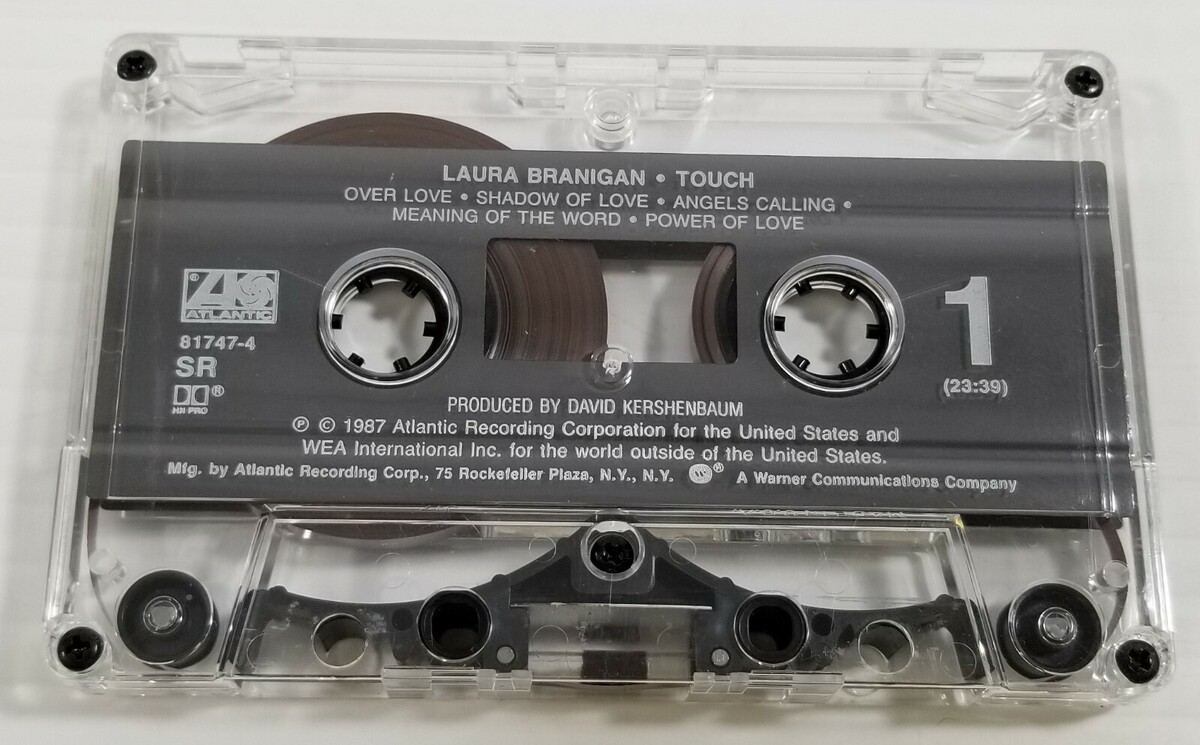 LAURA BRANIGAN • TOUCH
OVER LOVE • SHADOW OF LOVE • ANGELS CALLING •
MEANING OF THE WORD • POWER OF LOVE
® ATLANTIC
81747-4
SR
®
HX PRO
1
(23:39)
PRODUCED BY DAVID KERSHENBAUM
℗ © 1987 Atlantic Recording Corporation for the United States and
WEA International Inc. for the world outside of the United States.
Mfg. by Atlantic Recording Corp., 75 Rockefeller Plaza, N.Y., N.Y. ® A Warner Communications Company